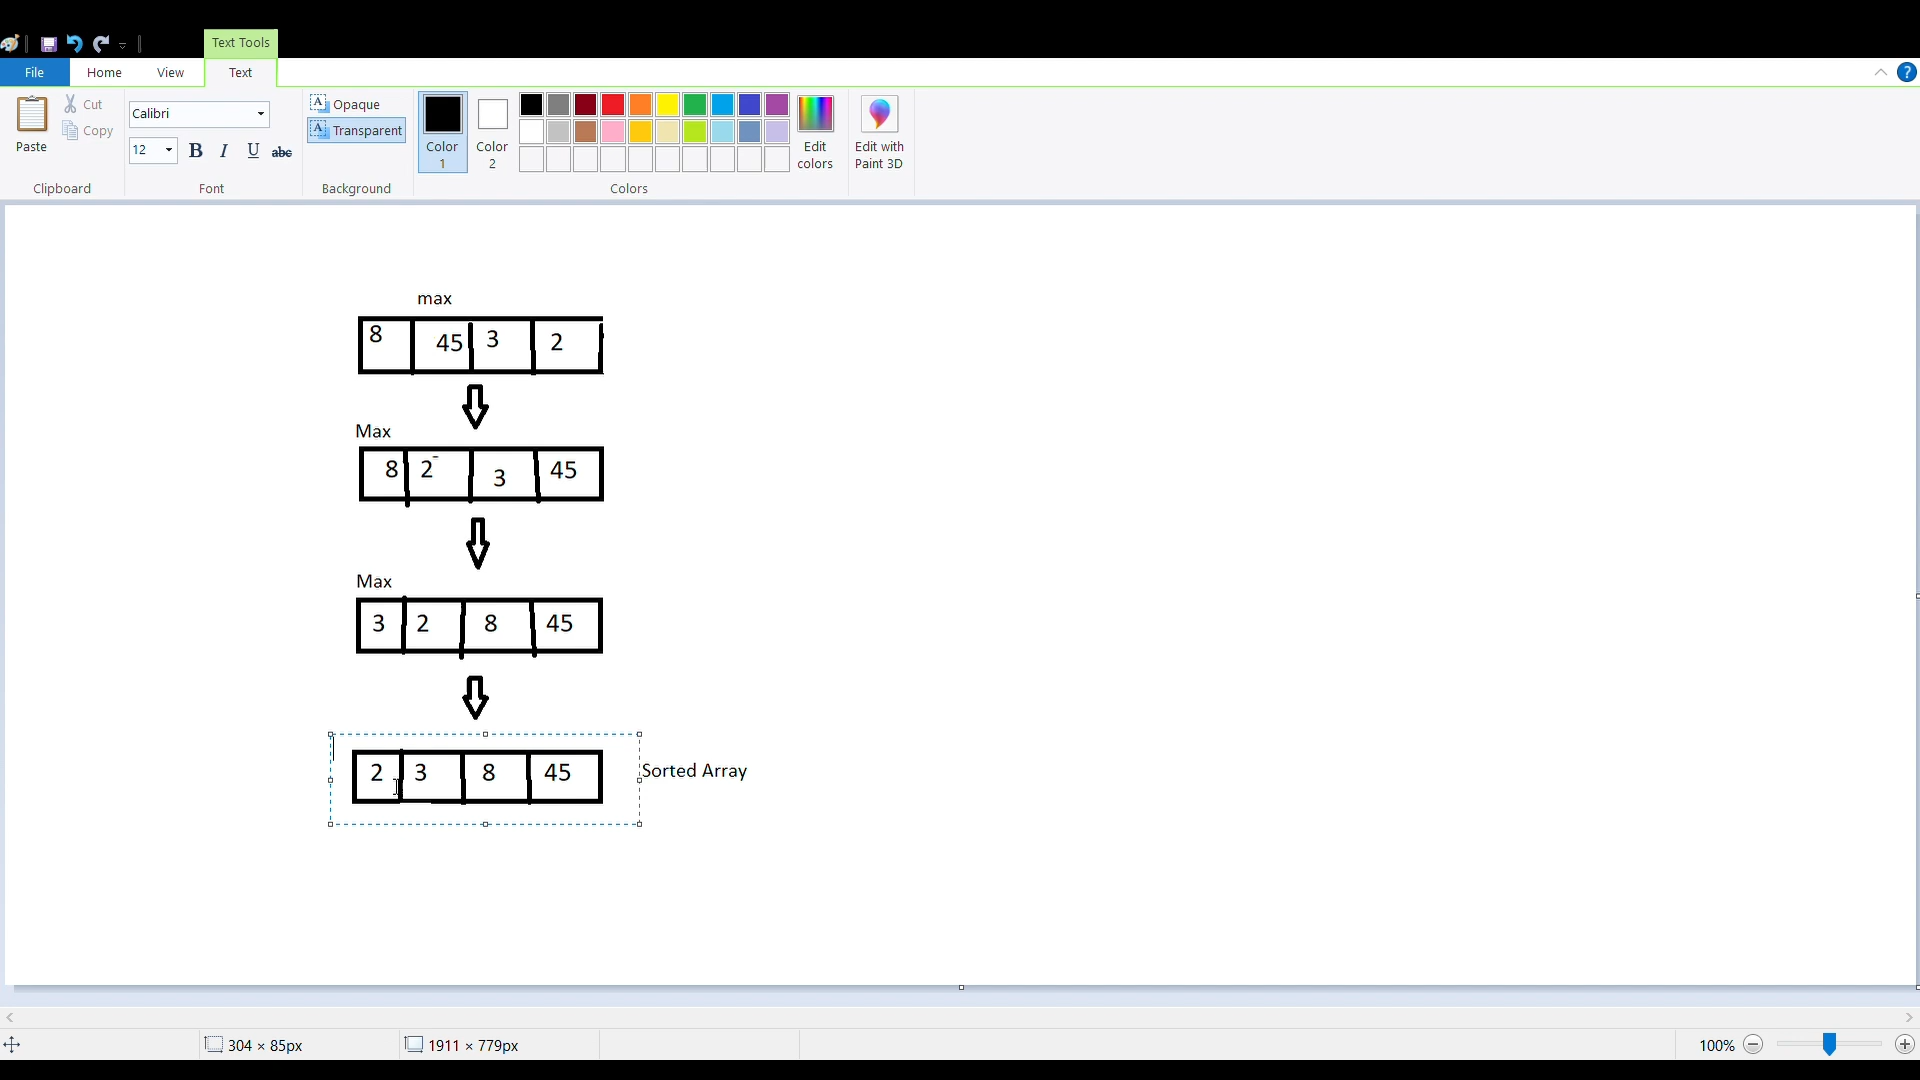 Text Tools
File Home View Text
Paste
Cut
Copy
Clipboard
Calibri
12 B I U abc
Font
Opaque
Transparent
Background
Color 1
Color 2
Edit colors
Colors
Edit with Paint 3D
max
8 45 3 2
Max
8 2 3 45
Max
3 2 8 45
2 3 8 45 Sorted Array
304 × 85px 1911 × 779px 100%